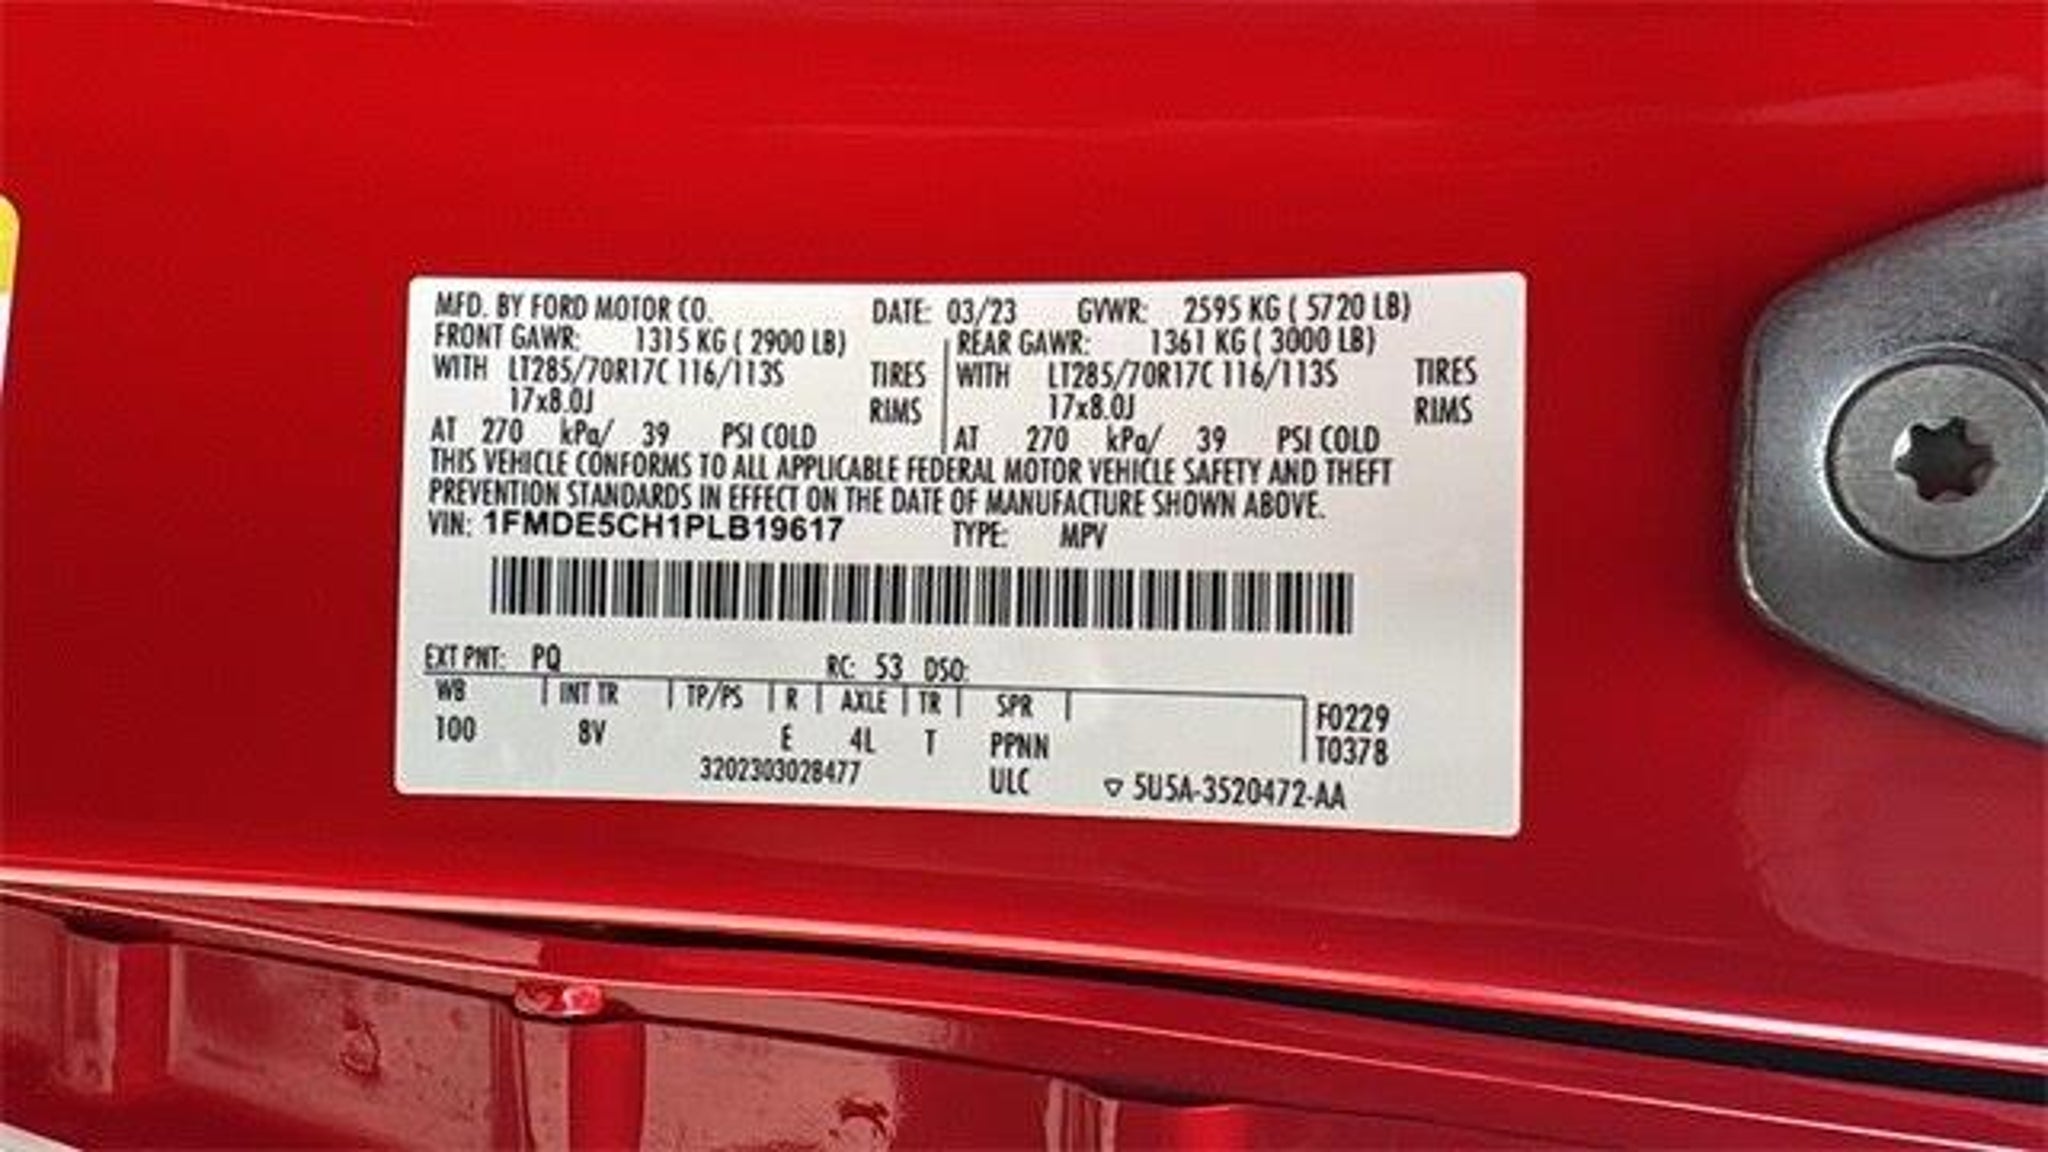 MFD. BY FORD MOTOR CO. DATE: 03/23 GVWR: 2595 KG ( 5720 LB)
FRONT GAWR: 1315 KG ( 2900 LB) REAR GAWR: 1361 KG ( 3000 LB)
WITH LT285/70R17C 116/113S TIRES WITH LT285/70R17C 116/113S TIRES
17x8.0J RIMS 17x8.0J RIMS
AT 270 kPa/ 39 PSI COLD AT 270 kPa/ 39 PSI COLD
THIS VEHICLE CONFORMS TO ALL APPLICABLE FEDERAL MOTOR VEHICLE SAFETY AND THEFT
PREVENTION STANDARDS IN EFFECT ON THE DATE OF MANUFACTURE SHOWN ABOVE.
VIN: 1FMDE5CH1PLB19617 TYPE: MPV
EXT PNT: PQ RC: 53 DSO:
WB INT TR TP/PS R AXLE TR SPR F0229
100 8V E 4L T PPNN T0378
3202303028477 ULC ▽ 5U5A-3520472-AA